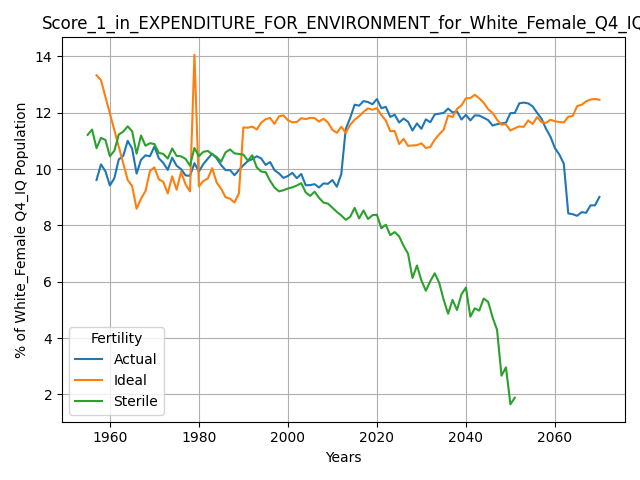 Score_1_in_EXPENDITURE_FOR_ENVIRONMENT_for_White_Female_Q4_IQ
% of White_Female Q4_IQ Population
14
12
10
8
6
4
2
Fertility
Actual
Ideal
Sterile
1960 1980 2000 2020 2040 2060
Years